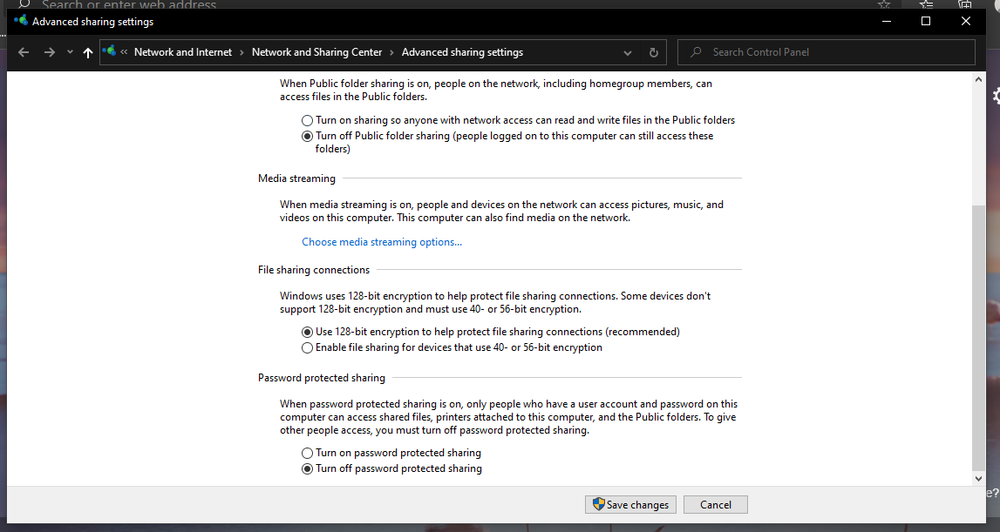 Search or enter web address
Advanced sharing settings
« Network and Internet › Network and Sharing Center › Advanced sharing settings
Search Control Panel
When Public folder sharing is on, people on the network, including homegroup members, can
access files in the Public folders.
Turn on sharing so anyone with network access can read and write files in the Public folders
Turn off Public folder sharing (people logged on to this computer can still access these
folders)
Media streaming
When media streaming is on, people and devices on the network can access pictures, music, and
videos on this computer. This computer can also find media on the network.
Choose media streaming options...
File sharing connections
Windows uses 128-bit encryption to help protect file sharing connections. Some devices don't
support 128-bit encryption and must use 40- or 56-bit encryption.
Use 128-bit encryption to help protect file sharing connections (recommended)
Enable file sharing for devices that use 40- or 56-bit encryption
Password protected sharing
When password protected sharing is on, only people who have a user account and password on this
computer can access shared files, printers attached to this computer, and the Public folders. To give
other people access, you must turn off password protected sharing.
Turn on password protected sharing
Turn off password protected sharing
e?
Save changes
Cancel